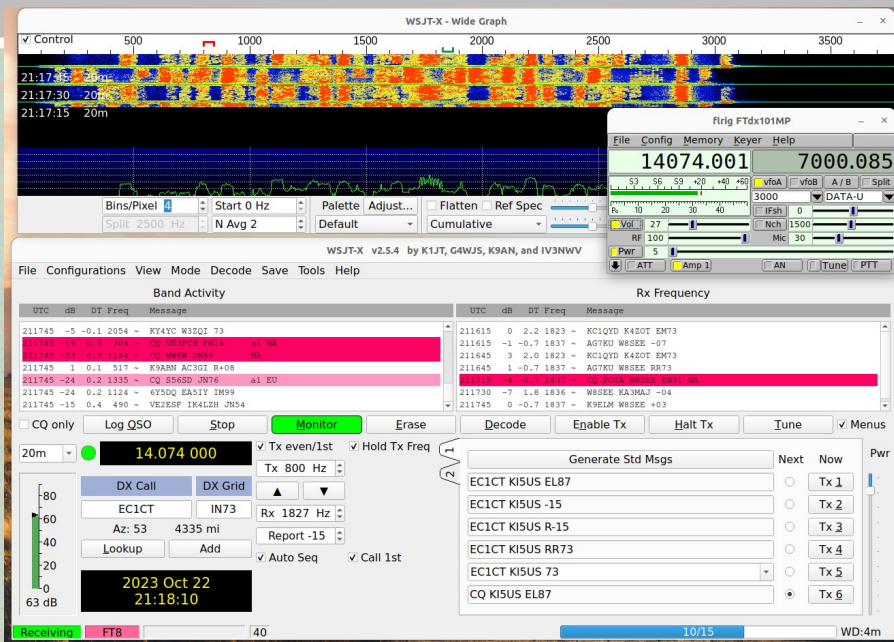 WSJT-X - Wide Graph
Control 500 1000 1500 2000 2500 3000 3500
21:17:45 20m
21:17:30 20m
21:17:15 20m
Bins/Pixel 4 Start 0 Hz Palette Adjust... Flatten Ref Spec
Split 2500 Hz N Avg 2 Default Cumulative
flrig FTdx101MP
File Config Memory Keyer Help
14074.001 7000.085
S3 S6 S9 +20 +40 +60 vfoA vfoB A / B Split
3000 DATA-U
Po 10 20 30 40 IFsh 0
Vol 27 Nch 1500
RF 100 Mic 30
Pwr 5
ATT Amp 1 AN Tune PTT
WSJT-X v2.5.4 by K1JT, G4WJS, K9AN, and IV3NWV
File Configurations View Mode Decode Save Tools Help
Band Activity
UTC dB DT Freq Message
211745 -5 -0.1 2054 ~ KY4YC W3ZQI 73
211745 -19 0.5 304 ~ CQ VE3PCH FN14 a1 NA
211745 -23 0.3 1144 ~ CQ WW6W DM86 NA
211745 1 0.1 517 ~ K9ABN AC3GI R+08
211745 -24 0.2 1335 ~ CQ S56SD JN76 a1 EU
211745 -24 0.2 1124 ~ 6Y5DQ EA5IY IM99
211745 -15 0.4 490 ~ VE2ESF IK4LZH JN54
Rx Frequency
UTC dB DT Freq Message
211615 0 2.2 1823 ~ KC1QYD K4ZOT EM73
211615 -1 -0.7 1837 ~ AG7KU W8SEE -07
211645 3 2.0 1823 ~ KC1QYD K4ZOT EM73
211645 1 -0.7 1837 ~ AG7KU W8SEE RR73
211715 -4 -0.7 1837 ~ CQ POTA W8SEE EN91 NA
211730 -7 1.8 1836 ~ W8SEE KA3MAJ -04
211745 0 -0.7 1837 ~ K9ELM W8SEE +03
CQ only Log QSO Stop Monitor Erase Decode Enable Tx Halt Tx Tune Menus
20m 14.074 000 Tx even/1st Hold Tx Freq
Tx 800 Hz
DX Call DX Grid
EC1CT IN73
Rx 1827 Hz
Az: 53 4335 mi
Report -15
Lookup Add
Auto Seq Call 1st
2023 Oct 22
21:18:10
-80
-60
-40
-20
-0
63 dB
1
2
Generate Std Msgs Next Now Pwr
EC1CT KI5US EL87 Tx 1
EC1CT KI5US -15 Tx 2
EC1CT KI5US R-15 Tx 3
EC1CT KI5US RR73 Tx 4
EC1CT KI5US 73 Tx 5
CQ KI5US EL87 Tx 6
Receiving FT8 40 10/15 WD:4m